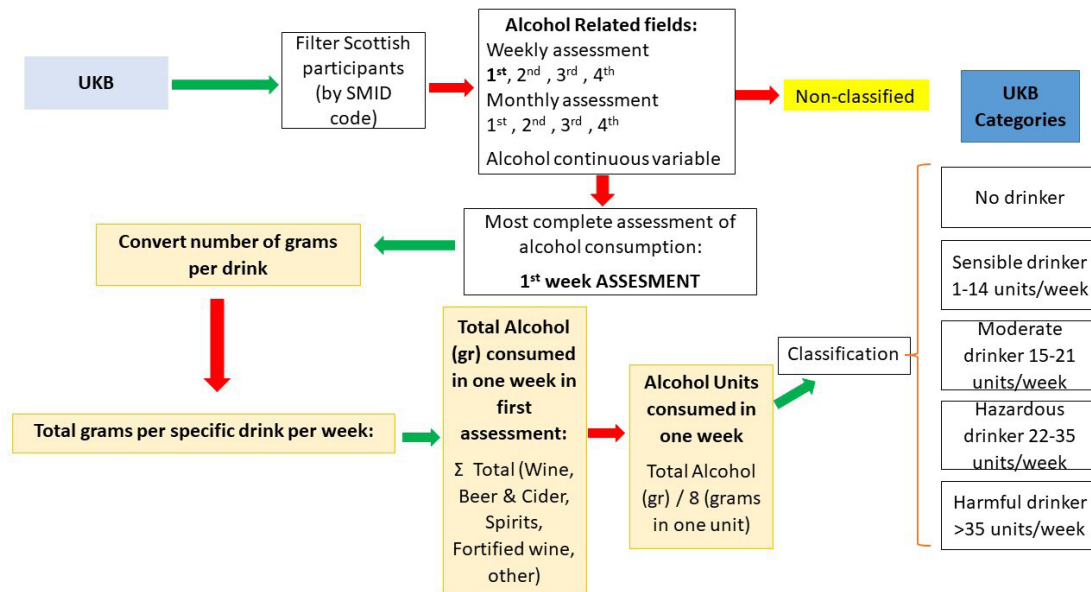 UKB
Filter Scottish
participants
(by SMID
code)
Alcohol Related fields:
Weekly assessment
1st, 2nd , 3rd , 4th
Monthly assessment
1st , 2nd , 3rd , 4th
Alcohol continuous variable
Non-classified
UKB
Categories
Most complete assessment of
alcohol consumption:
1st week ASSESMENT
Convert number of grams
per drink
Total grams per specific drink per week:
Total Alcohol
(gr) consumed
in one week in
first
assessment:
Σ Total (Wine,
Beer & Cider,
Spirits,
Fortified wine,
other)
Alcohol Units
consumed in
one week
Total Alcohol
(gr) / 8 (grams
in one unit)
Classification
No drinker
Sensible drinker
1-14 units/week
Moderate
drinker 15-21
units/week
Hazardous
drinker 22-35
units/week
Harmful drinker
>35 units/week